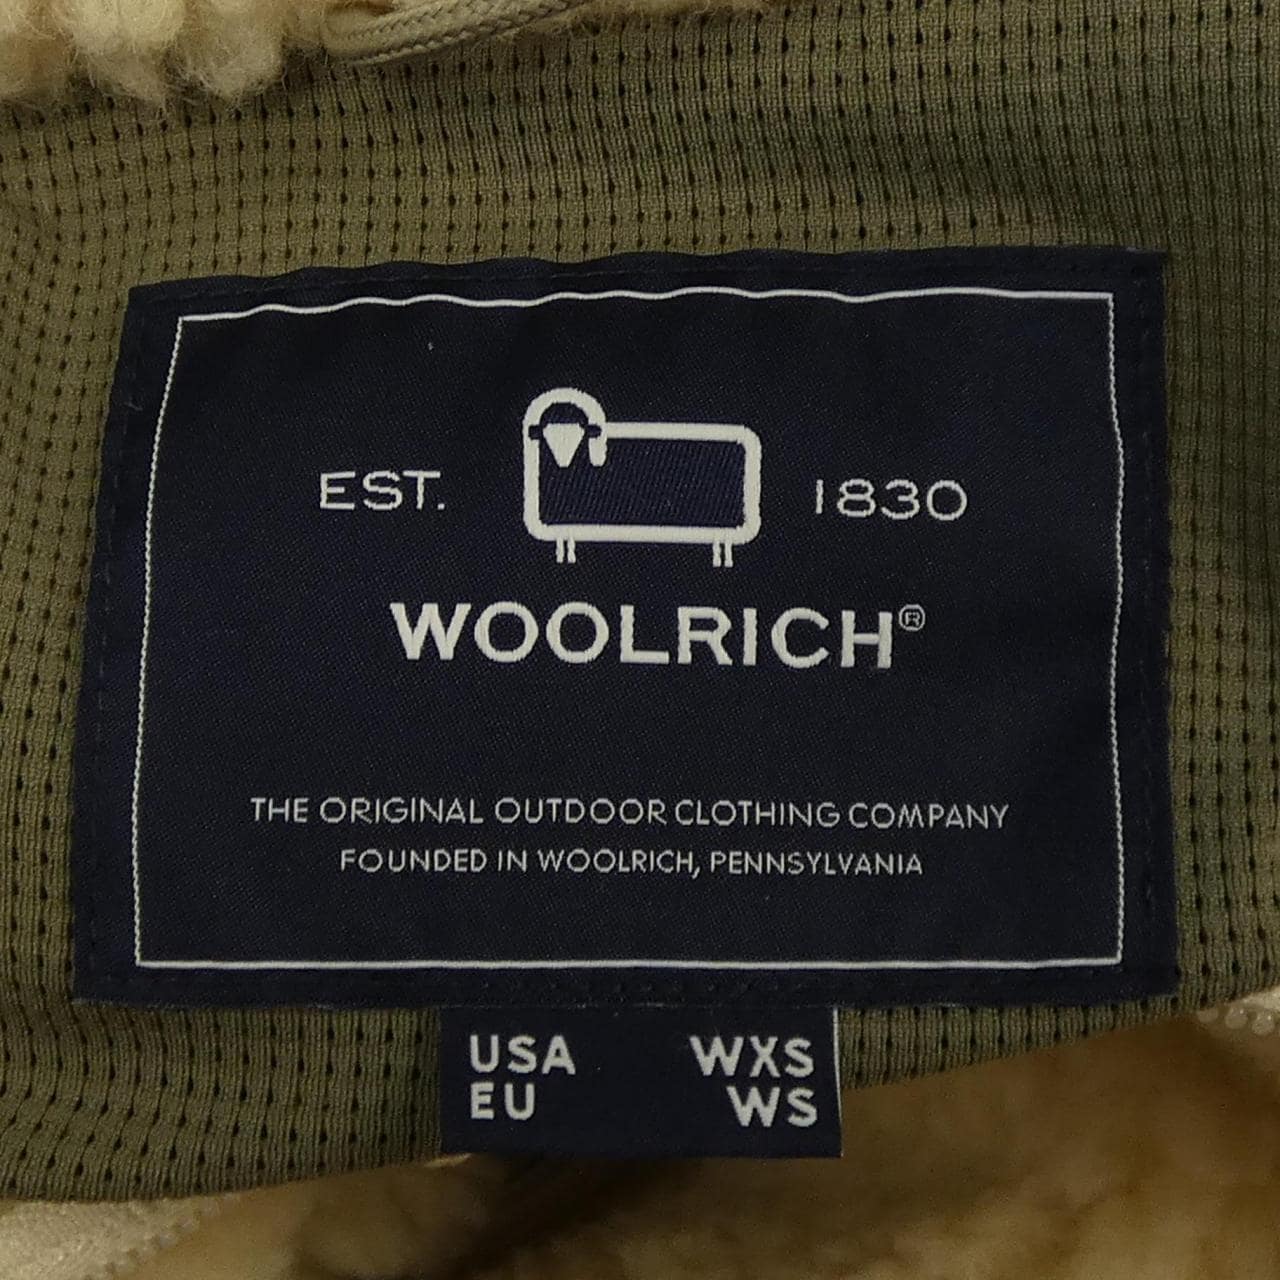 EST. 1830
WOOLRICH®
THE ORIGINAL OUTDOOR CLOTHING COMPANY
FOUNDED IN WOOLRICH, PENNSYLVANIA
USA WXS
EU WS